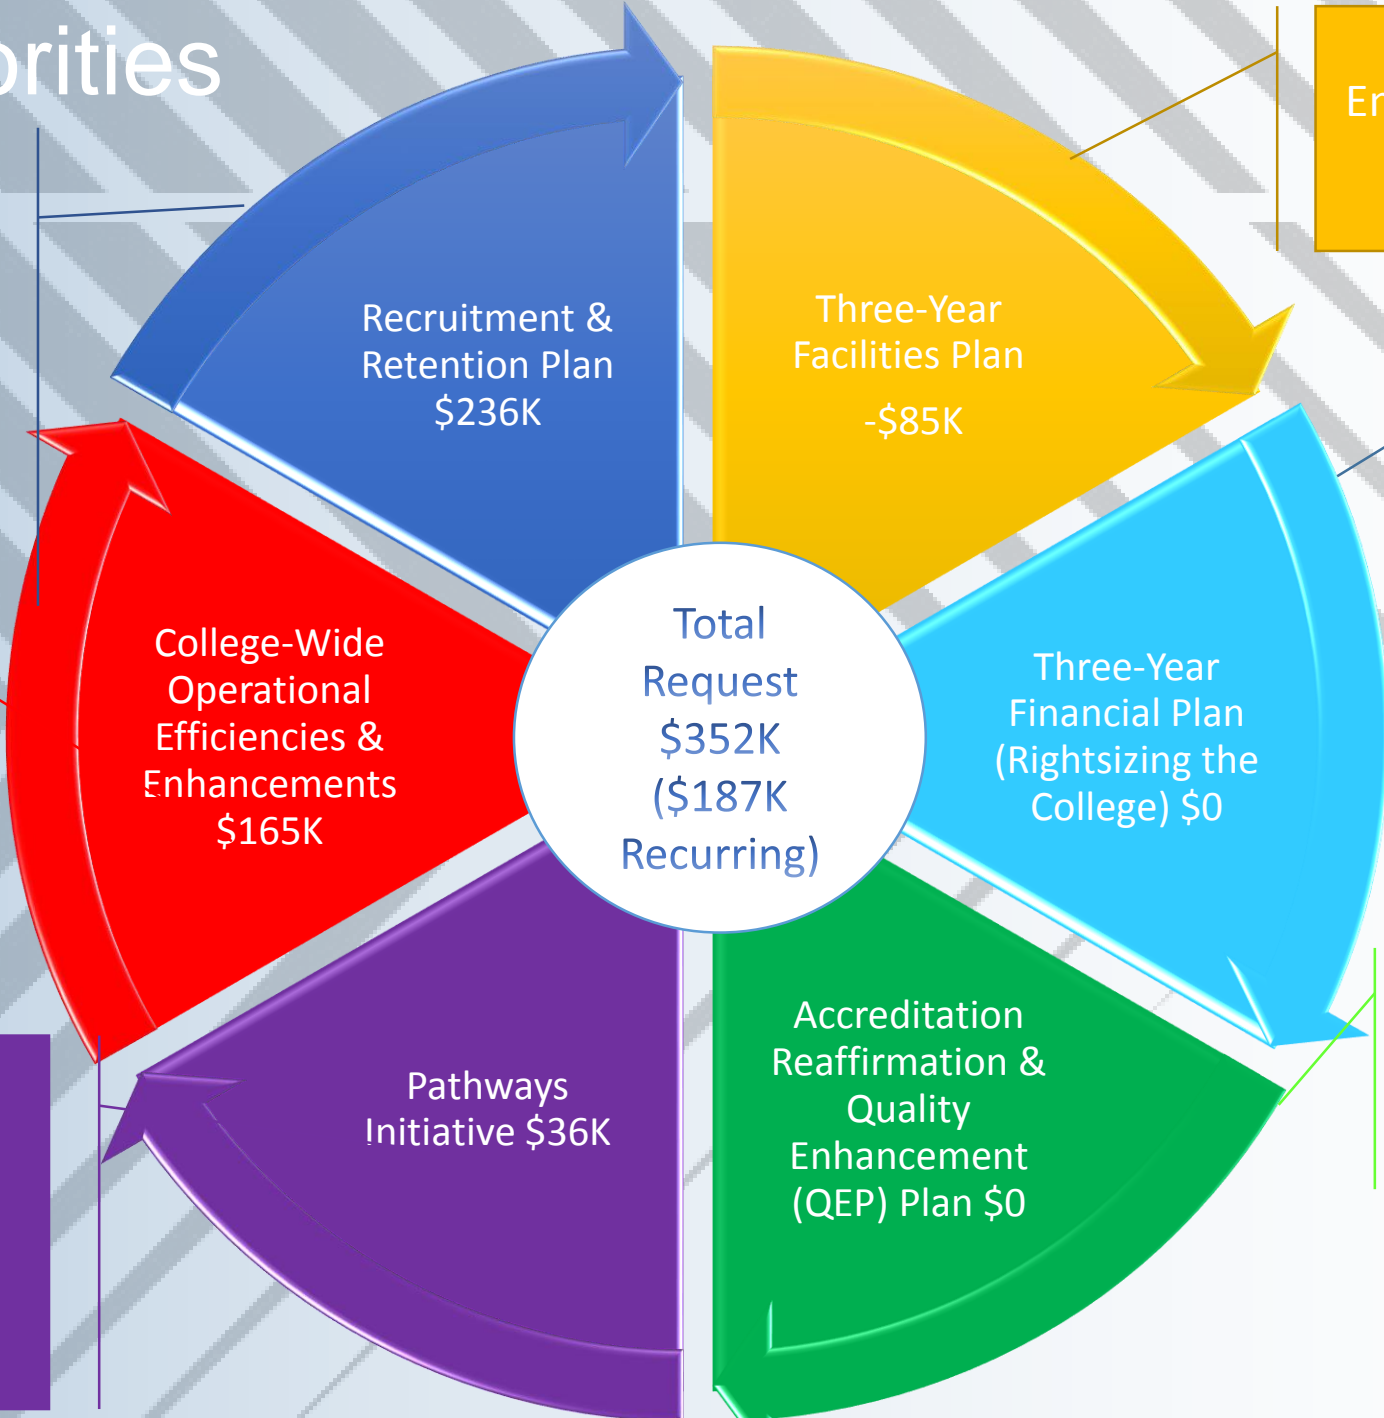 orities
En
Recruitment &
Retention Plan
$236K
Three-Year
Facilities Plan
-$85K
College-Wide
Operational
Efficiencies &
Enhancements
$165K
Total
Request
$352K
($187K
Recurring)
Three-Year
Financial Plan
(Rightsizing the
College) $0
Pathways
Initiative $36K
Accreditation
Reaffirmation &
Quality
Enhancement
(QEP) Plan $0